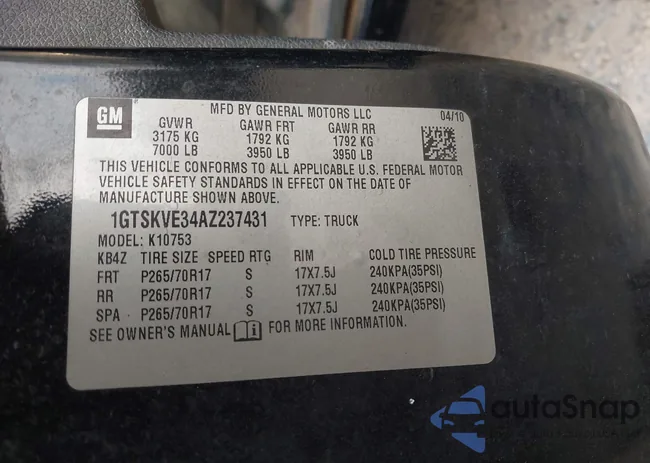 GM
MFD BY GENERAL MOTORS LLC
04/10
GVWR GAWR FRT GAWR RR
3175 KG 1792 KG 1792 KG
7000 LB 3950 LB 3950 LB
THIS VEHICLE CONFORMS TO ALL APPLICABLE U.S. FEDERAL MOTOR
VEHICLE SAFETY STANDARDS IN EFFECT ON THE DATE OF
MANUFACTURE SHOWN ABOVE.
1GTSKVE34AZ237431 TYPE: TRUCK
MODEL: K10753
KB4Z TIRE SIZE SPEED RTG RIM COLD TIRE PRESSURE
FRT P265/70R17 S 17X7.5J 240KPA(35PSI)
RR P265/70R17 S 17X7.5J 240KPA(35PSI)
SPA P265/70R17 S 17X7.5J 240KPA(35PSI)
SEE OWNER'S MANUAL FOR MORE INFORMATION.
autoSnap